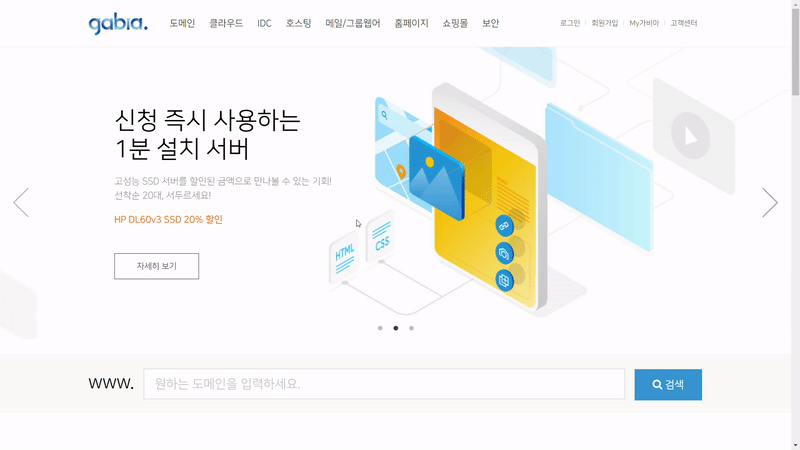 gabia.
도메인 클라우드 IDC 호스팅 메일/그룹웨어 홈페이지 쇼핑몰 보안
로그인 회원가입 My가비아 고객센터
신청 즉시 사용하는
1분 설치 서버
고성능 SSD 서버를 할인된 금액으로 만나볼 수 있는 기회!
선착순 20대, 서두르세요!
HP DL60v3 SSD 20% 할인
자세히 보기
HTML
CSS
www.
원하는 도메인을 입력하세요.
검색